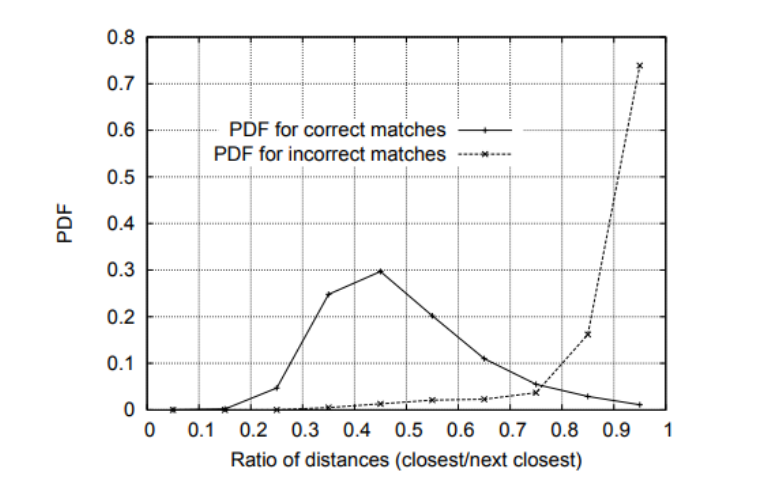 0.8
0.7
0.6
0.5
0.4
0.3
0.2
0.1
0
PDF
PDF for correct matches
PDF for incorrect matches
0 0.1 0.2 0.3 0.4 0.5 0.6 0.7 0.8 0.9 1
Ratio of distances (closest/next closest)